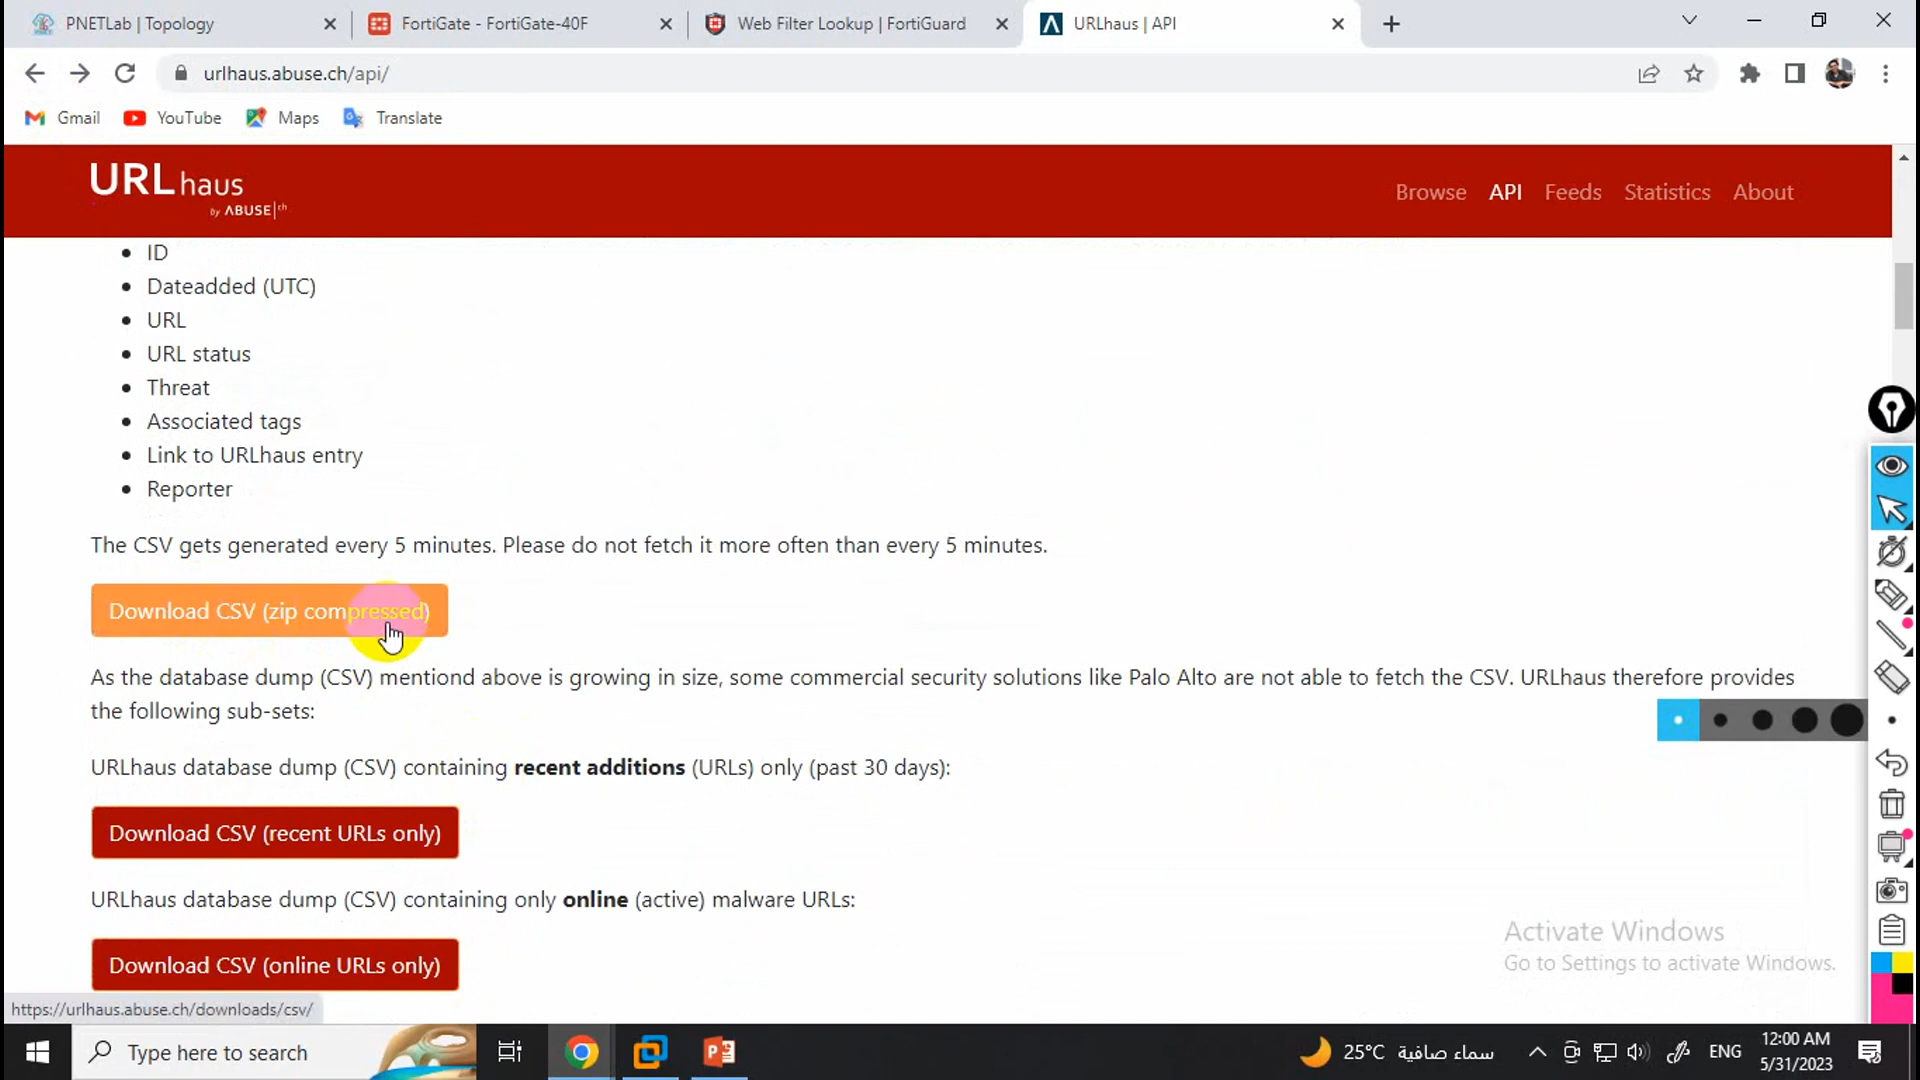 PNETLab | Topology
FortiGate - FortiGate-40F
Web Filter Lookup | FortiGuard
URLhaus | API
urlhaus.abuse.ch/api/
Gmail
YouTube
Maps
Translate
URLhaus
by ABUSE|ch
Browse API Feeds Statistics About
ID
Dateadded (UTC)
URL
URL status
Threat
Associated tags
Link to URLhaus entry
Reporter
The CSV gets generated every 5 minutes. Please do not fetch it more often than every 5 minutes.
Download CSV (zip compressed)
As the database dump (CSV) mentiond above is growing in size, some commercial security solutions like Palo Alto are not able to fetch the CSV. URLhaus therefore provides
the following sub-sets:
URLhaus database dump (CSV) containing recent additions (URLs) only (past 30 days):
Download CSV (recent URLs only)
URLhaus database dump (CSV) containing only online (active) malware URLs:
Download CSV (online URLs only)
Activate Windows
Go to Settings to activate Windows.
https://urlhaus.abuse.ch/downloads/csv/
Type here to search
25°C سماء صافية
ENG
12:00 AM
5/31/2023